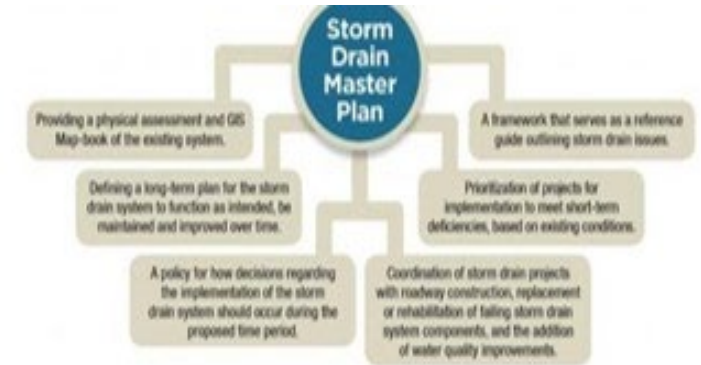 Storm
Drain
Master
Plan
Providing a physical assessment and GIS
Map-book of the existing system.
A framework that serves as a reference
guide outlining storm drain issues.
Defining a long-term plan for the storm
drain system to function as intended, be
maintained and improved over time.
Prioritization of projects for
implementation to meet short-term
deficiencies, based on existing conditions.
A policy for how decisions regarding
the implementation of the storm
drain system should occur during the
proposed time period.
Coordination of storm drain projects
with roadway construction, replacement
or rehabilitation of failing storm drain
system components, and the addition
of water quality improvements.